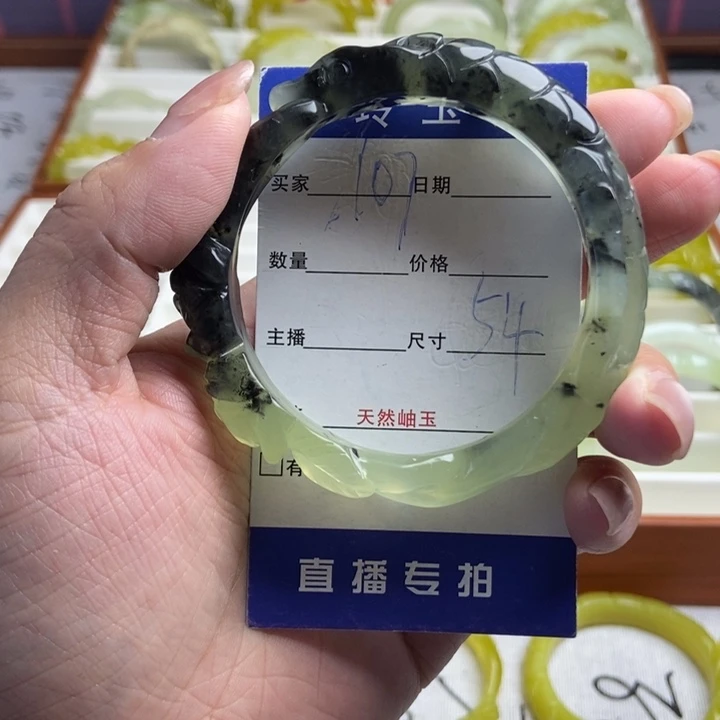 玉
买家 107 日期
数量 价格
主播 尺寸 54
天然岫玉
有
直播专拍